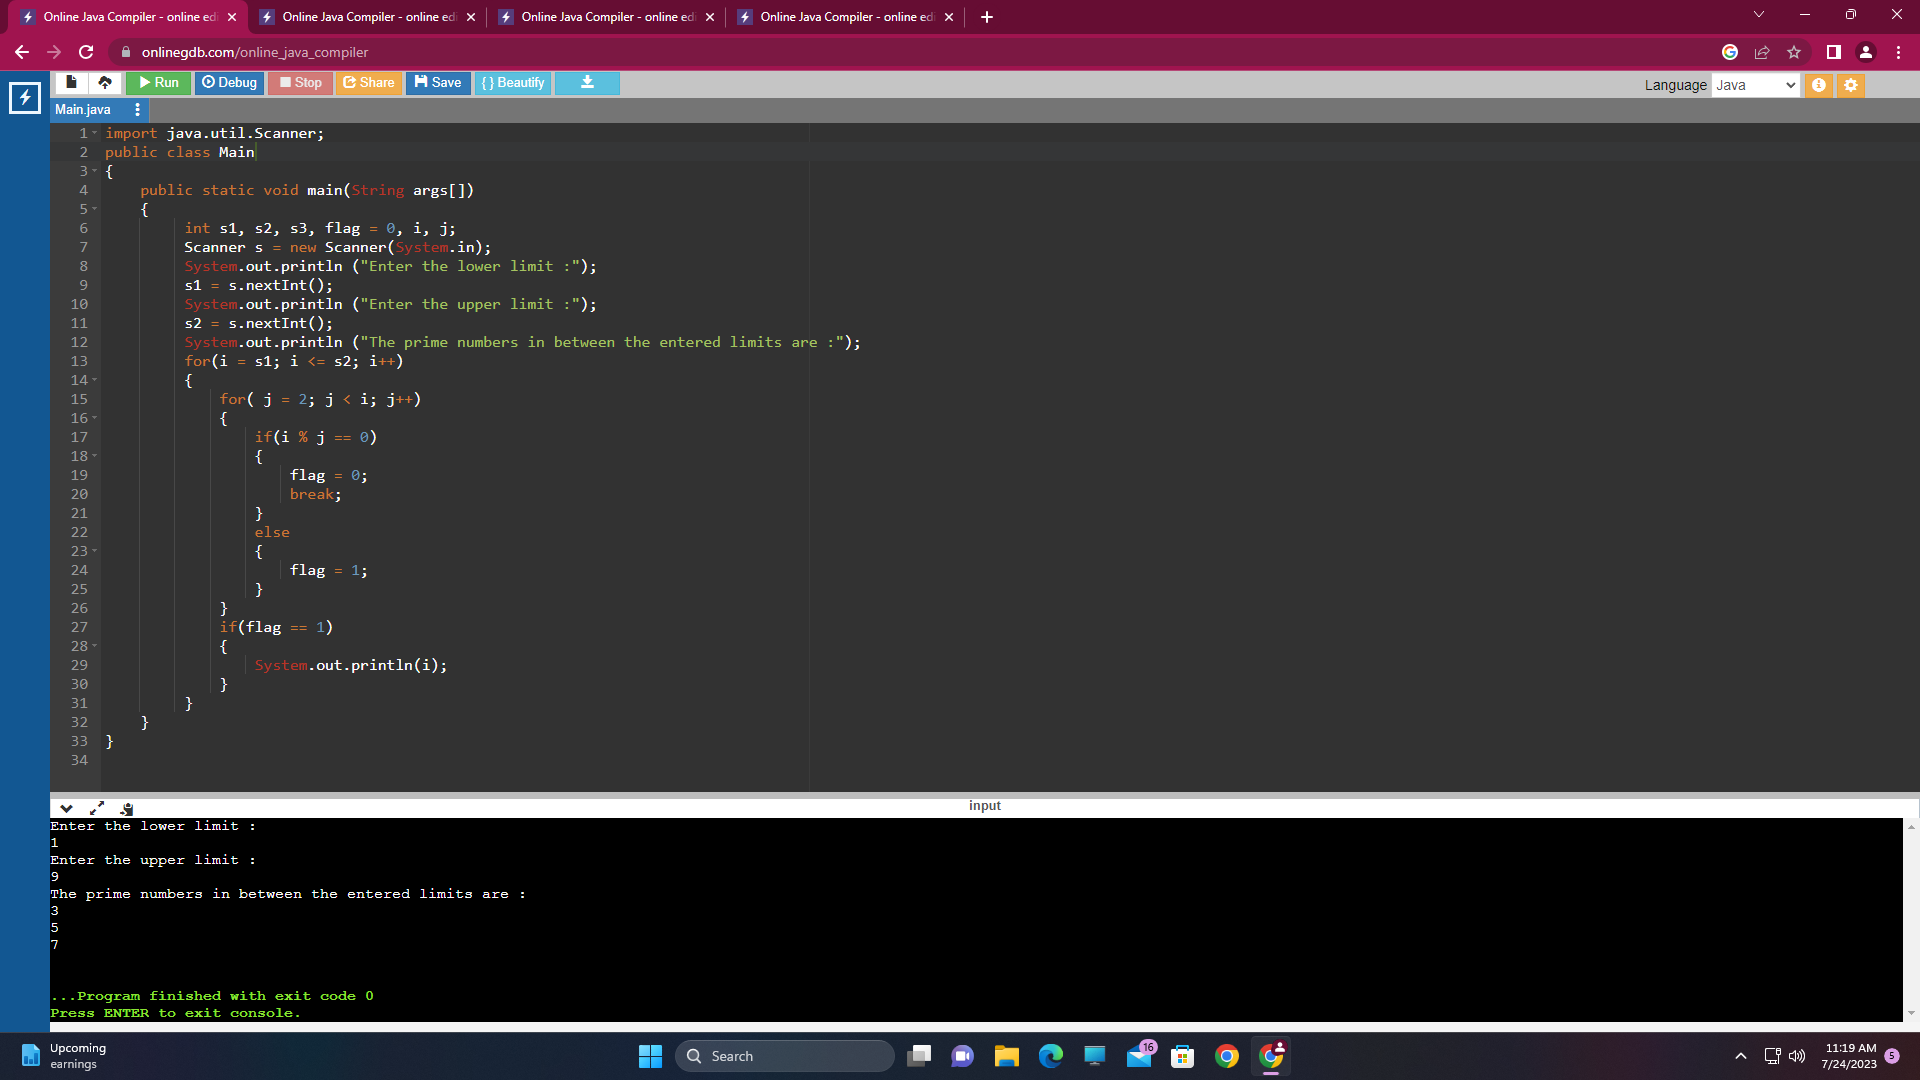 Online Java Compiler - online edi
Online Java Compiler - online edi
Online Java Compiler - online edi
Online Java Compiler - online edi
onlinegdb.com/online_java_compiler
Run Debug Stop Share Save {} Beautify
Language Java
Main.java
1 import java.util.Scanner;
2 public class Main
3 {
4 public static void main(String args[])
5 {
6 int s1, s2, s3, flag = 0, i, j;
7 Scanner s = new Scanner(System.in);
8 System.out.println ("Enter the lower limit :");
9 s1 = s.nextInt();
10 System.out.println ("Enter the upper limit :");
11 s2 = s.nextInt();
12 System.out.println ("The prime numbers in between the entered limits are :");
13 for(i = s1; i <= s2; i++)
14 {
15 for( j = 2; j < i; j++)
16 {
17 if(i % j == 0)
18 {
19 flag = 0;
20 break;
21 }
22 else
23 {
24 flag = 1;
25 }
26 }
27 if(flag == 1)
28 {
29 System.out.println(i);
30 }
31 }
32 }
33 }
34
input
Enter the lower limit :
1
Enter the upper limit :
9
The prime numbers in between the entered limits are :
3
5
7
...Program finished with exit code 0
Press ENTER to exit console.
Upcoming
earnings
Search
16
11:19 AM
7/24/2023
5